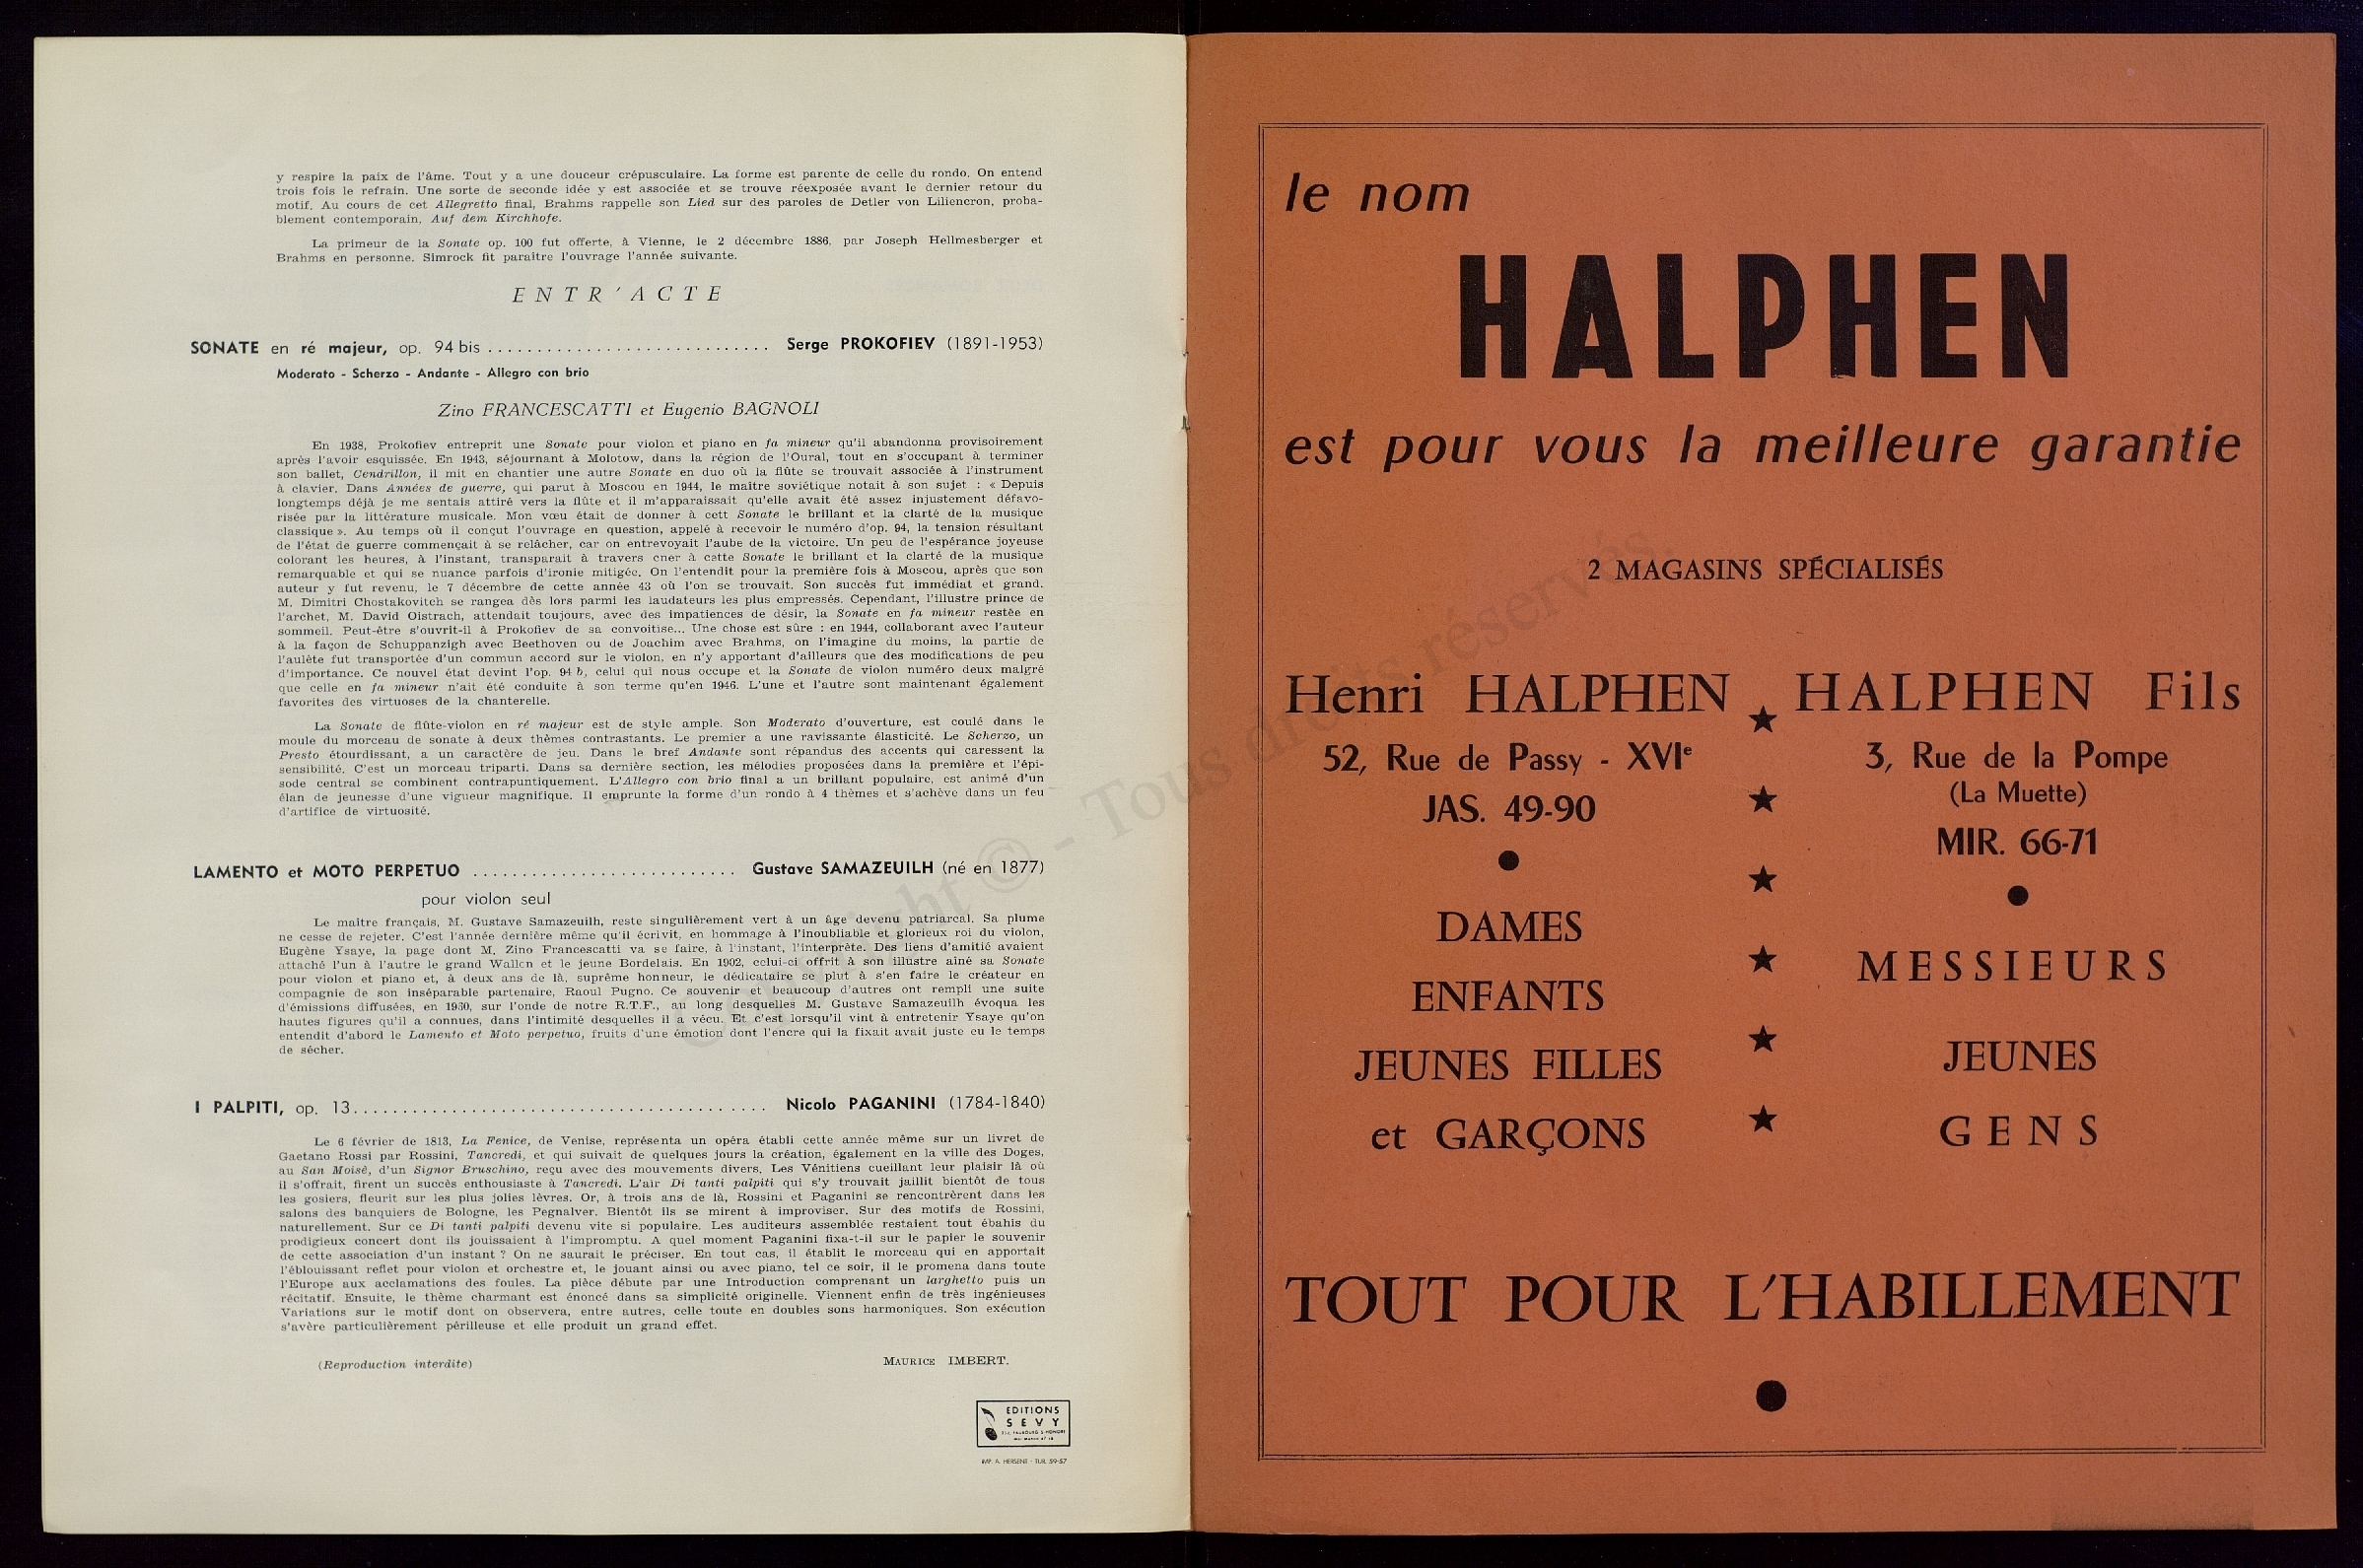 y respire la paix de l'âme. Tout y a une douceur crépusculaire. La forme est parente de celle du rondo. On entend
trois fois le refrain. Une sorte de seconde idée y est associée et se trouve réexposée avant le dernier retour du
motif. Au cours de cet Allegretto final, Brahms rappelle son Lied sur des paroles de Detler von Liliencron, proba-
blement contemporain, Auf dem Kirchhofe.
La primeur de la Sonate op. 100 fut offerte, à Vienne, le 2 décembre 1886, par Joseph Hellmesberger et
Brahms en personne. Simrock fit paraître l'ouvrage l'année suivante.
ENTR'ACTE
SONATE en ré majeur, op. 94 bis ............................. Serge PROKOFIEV (1891-1953)
Moderato - Scherzo - Andante - Allegro con brio
Zino FRANCESCATTI et Eugenio BAGNOLI
En 1938, Prokofiev entreprit une Sonate pour violon et piano en fa mineur qu'il abandonna provisoirement
après l'avoir esquissée. En 1943, séjournant à Molotow, dans la région de l'Oural, tout en s'occupant à terminer
son ballet, Cendrillon, il mit en chantier une autre Sonate en duo où la flûte se trouvait associée à l'instrument
à clavier. Dans Années de guerre, qui parut à Moscou en 1944, le maître soviétique notait à son sujet : « Depuis
longtemps déjà je me sentais attiré vers la flûte et il m'apparaissait qu'elle avait été assez injustement défavo-
risée par la littérature musicale. Mon vœu était de donner à cett Sonate le brillant et la clarté de la musique
classique ». Au temps où il conçut l'ouvrage en question, appelé à recevoir le numéro d'op. 94, la tension résultant
de l'état de guerre commençait à se relâcher, car on entrevoyait l'aube de la victoire. Un peu de l'espérance joyeuse
colorant les heures, à l'instant, transparait à travers cner à cette Sonate le brillant et la clarté de la musique
remarquable et qui se nuance parfois d'ironie mitigée. On l'entendit pour la première fois à Moscou, après que son
auteur y fut revenu, le 7 décembre de cette année 43 où l'on se trouvait. Son succès fut immédiat et grand.
M. Dimitri Chostakovitch se rangea dès lors parmi les laudateurs les plus empressés. Cependant, l'illustre prince de
l'archet, M. David Oistrach, attendait toujours, avec des impatiences de désir, la Sonate en fa mineur restée en
sommeil. Peut-être s'ouvrit-il à Prokofiev de sa convoitise... Une chose est sûre : en 1944, collaborant avec l'auteur
à la façon de Schuppanzigh avec Beethoven ou de Joachim avec Brahms, on l'imagine du moins, la partie de
l'aulète fut transportée d'un commun accord sur le violon, en n'y apportant d'ailleurs que des modifications de peu
d'importance. Ce nouvel état devint l'op. 94 b, celui qui nous occupe et la Sonate de violon numéro deux malgré
que celle en fa mineur n'ait été conduite à son terme qu'en 1946. L'une et l'autre sont maintenant également
favorites des virtuoses de la chanterelle.
La Sonate de flûte-violon en ré majeur est de style ample. Son Moderato d'ouverture, est coulé dans le
moule du morceau de sonate à deux thèmes contrastants. Le premier a une ravissante élasticité. Le Scherzo, un
Presto étourdissant, a un caractère de jeu. Dans le bref Andante sont répandus des accents qui caressent la
sensibilité. C'est un morceau triparti. Dans sa dernière section, les mélodies proposées dans la première et l'épi-
sode central se combinent contrapuntiquement. L'Allegro con brio final a un brillant populaire, est animé d'un
élan de jeunesse d'une vigueur magnifique. Il emprunte la forme d'un rondo à 4 thèmes et s'achève dans un feu
d'artifice de virtuosité.
LAMENTO et MOTO PERPETUO ........................... Gustave SAMAZEUILH (né en 1877)
pour violon seul
Le maître français, M. Gustave Samazeuilh, reste singulièrement vert à un âge devenu patriarcal. Sa plume
ne cesse de rejeter. C'est l'année dernière même qu'il écrivit, en hommage à l'inoubliable et glorieux roi du violon,
Eugène Ysaye, la page dont M. Zino Francescatti va se faire, à l'instant, l'interprète. Des liens d'amitié avaient
attaché l'un à l'autre le grand Wallon et le jeune Bordelais. En 1902, celui-ci offrit à son illustre aîné sa Sonate
pour violon et piano et, à deux ans de là, suprême honneur, le dédicataire se plut à s'en faire le créateur en
compagnie de son inséparable partenaire, Raoul Pugno. Ce souvenir et beaucoup d'autres ont rempli une suite
d'émissions diffusées, en 1950, sur l'onde de notre R.T.F., au long desquelles M. Gustave Samazeuilh évoqua les
hautes figures qu'il a connues, dans l'intimité desquelles il a vécu. Et c'est lorsqu'il vint à entretenir Ysaye qu'on
entendit d'abord le Lamento et Moto perpetuo, fruits d'une émotion dont l'encre qui la fixait avait juste eu le temps
de sécher.
I PALPITI, op. 13.......................................... Nicolo PAGANINI (1784-1840)
Le 6 février de 1813, La Fenice, de Venise, représenta un opéra établi cette année même sur un livret de
Gaetano Rossi par Rossini, Tancredi, et qui suivait de quelques jours la création, également en la ville des Doges,
au San Moisè, d'un Signor Bruschino, reçu avec des mouvements divers. Les Vénitiens cueillant leur plaisir là où
il s'offrait, firent un succès enthousiaste à Tancredi. L'air Di tanti palpiti qui s'y trouvait jaillit bientôt de tous
les gosiers, fleurit sur les plus jolies lèvres. Or, à trois ans de là, Rossini et Paganini se rencontrèrent dans les
salons des banquiers de Bologne, les Pegnalver. Bientôt ils se mirent à improviser. Sur des motifs de Rossini,
naturellement. Sur ce Di tanti palpiti devenu vite si populaire. Les auditeurs assemblée restaient tout ébahis du
prodigieux concert dont ils jouissaient à l'impromptu. A quel moment Paganini fixa-t-il sur le papier le souvenir
de cette association d'un instant ? On ne saurait le préciser. En tout cas, il établit le morceau qui en apportait
l'éblouissant reflet pour violon et orchestre et, le jouant ainsi ou avec piano, tel ce soir, il le promena dans toute
l'Europe aux acclamations des foules. La pièce débute par une Introduction comprenant un larghetto puis un
récitatif. Ensuite, le thème charmant est énoncé dans sa simplicité originelle. Viennent enfin de très ingénieuses
Variations sur le motif dont on observera, entre autres, celle toute en doubles sons harmoniques. Son exécution
s'avère particulièrement périlleuse et elle produit un grand effet.
(Reproduction interdite) MAURICE IMBERT.
EDITIONS
SEVY
IMP. A. HERSENT - TUIL. 59-57
le nom
HALPHEN
est pour vous la meilleure garantie
2 MAGASINS SPÉCIALISÉS
Henri HALPHEN
52, Rue de Passy - XVIe
JAS. 49-90
DAMES
ENFANTS
JEUNES FILLES
et GARÇONS
HALPHEN Fils
3, Rue de la Pompe
(La Muette)
MIR. 66-71
MESSIEURS
JEUNES
GENS
TOUT POUR L'HABILLEMENT
Copyright © - Tous droits réservés